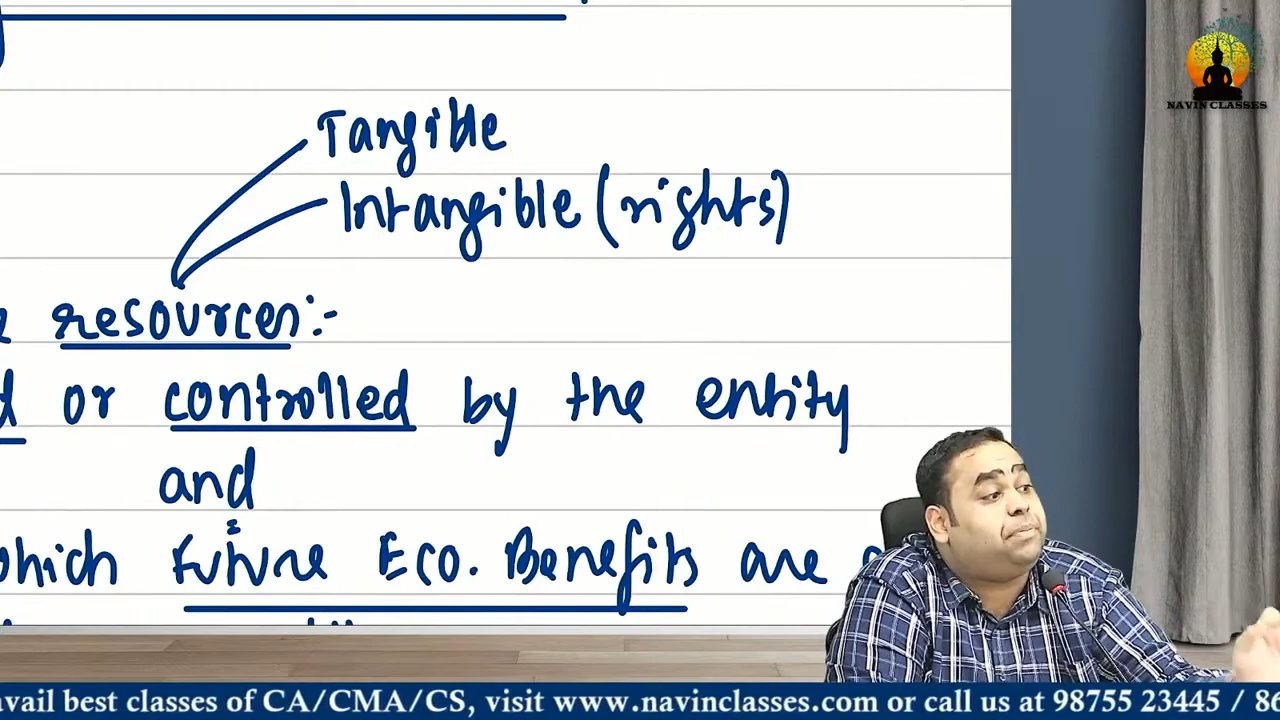 NAVIN CLASSES
Tangible
Intangible (rights)
resources:-
or controlled by the entity
and
which future Eco. Benefits are
avail best classes of CA/CMA/CS, visit www.navinclasses.com or call us at 98755 23445 / 86